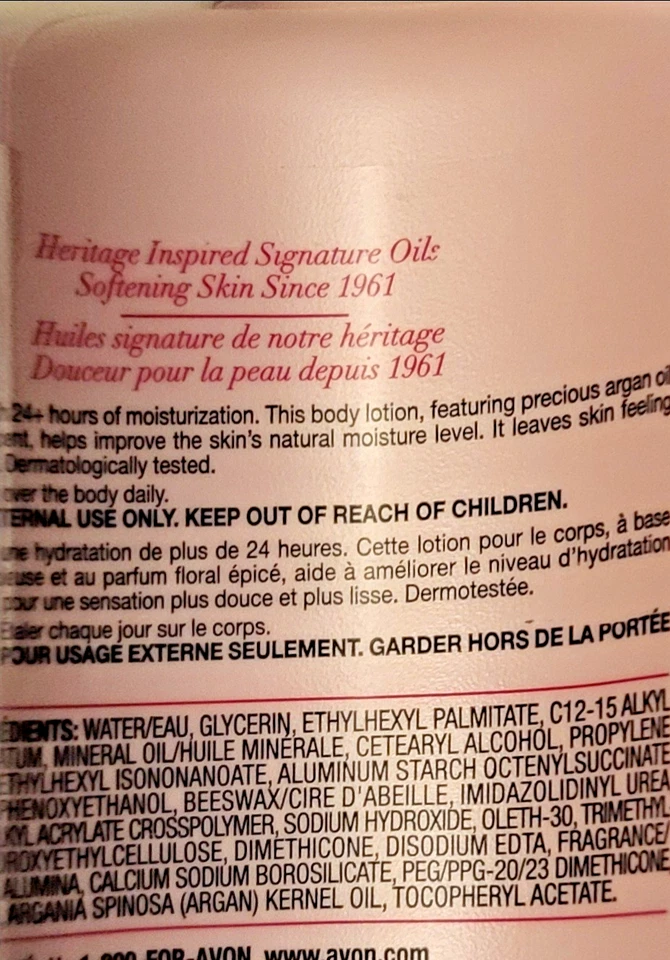 Heritage Inspired Signature Oils
Softening Skin Since 1961
Huiles signature de notre héritage
Douceur pour la peau depuis 1961
24+ hours of moisturization. This body lotion, featuring precious argan oil
helps improve the skin's natural moisture level. It leaves skin feeling
Dermatologically tested.
the body daily.
USE ONLY. KEEP OUT OF REACH OF CHILDREN.
hydratation de plus de 24 heures. Cette lotion pour le corps, à base
et au parfum floral épicé, aide à améliorer le niveau d'hydratation
pour une sensation plus douce et plus lisse. Dermotestée.
chaque jour sur le corps.
POUR USAGE EXTERNE SEULEMENT. GARDER HORS DE LA PORTÉE
WATER/EAU, GLYCERIN, ETHYLHEXYL PALMITATE, C12-15 ALKYL
MINERAL OIL/HUILE MINÉRALE, CETEARYL ALCOHOL, PROPYLENE
ISONONANOATE, ALUMINUM STARCH OCTENYLSUCCINATE
PHENOXYETHANOL, BEESWAX/CIRE D'ABEILLE, IMIDAZOLIDINYL UREA
ACRYLATE CROSSPOLYMER, SODIUM HYDROXIDE, OLETH-30, TRIMETHYL
DIMETHICONE, DISODIUM EDTA, FRAGRANCE/
ALUMINA, CALCIUM SODIUM BOROSILICATE, PEG/PPG-20/23 DIMETHICONE,
ARGANIA SPINOSA (ARGAN) KERNEL OIL, TOCOPHERYL ACETATE.
1-800-FOR-AVON www.avon.com